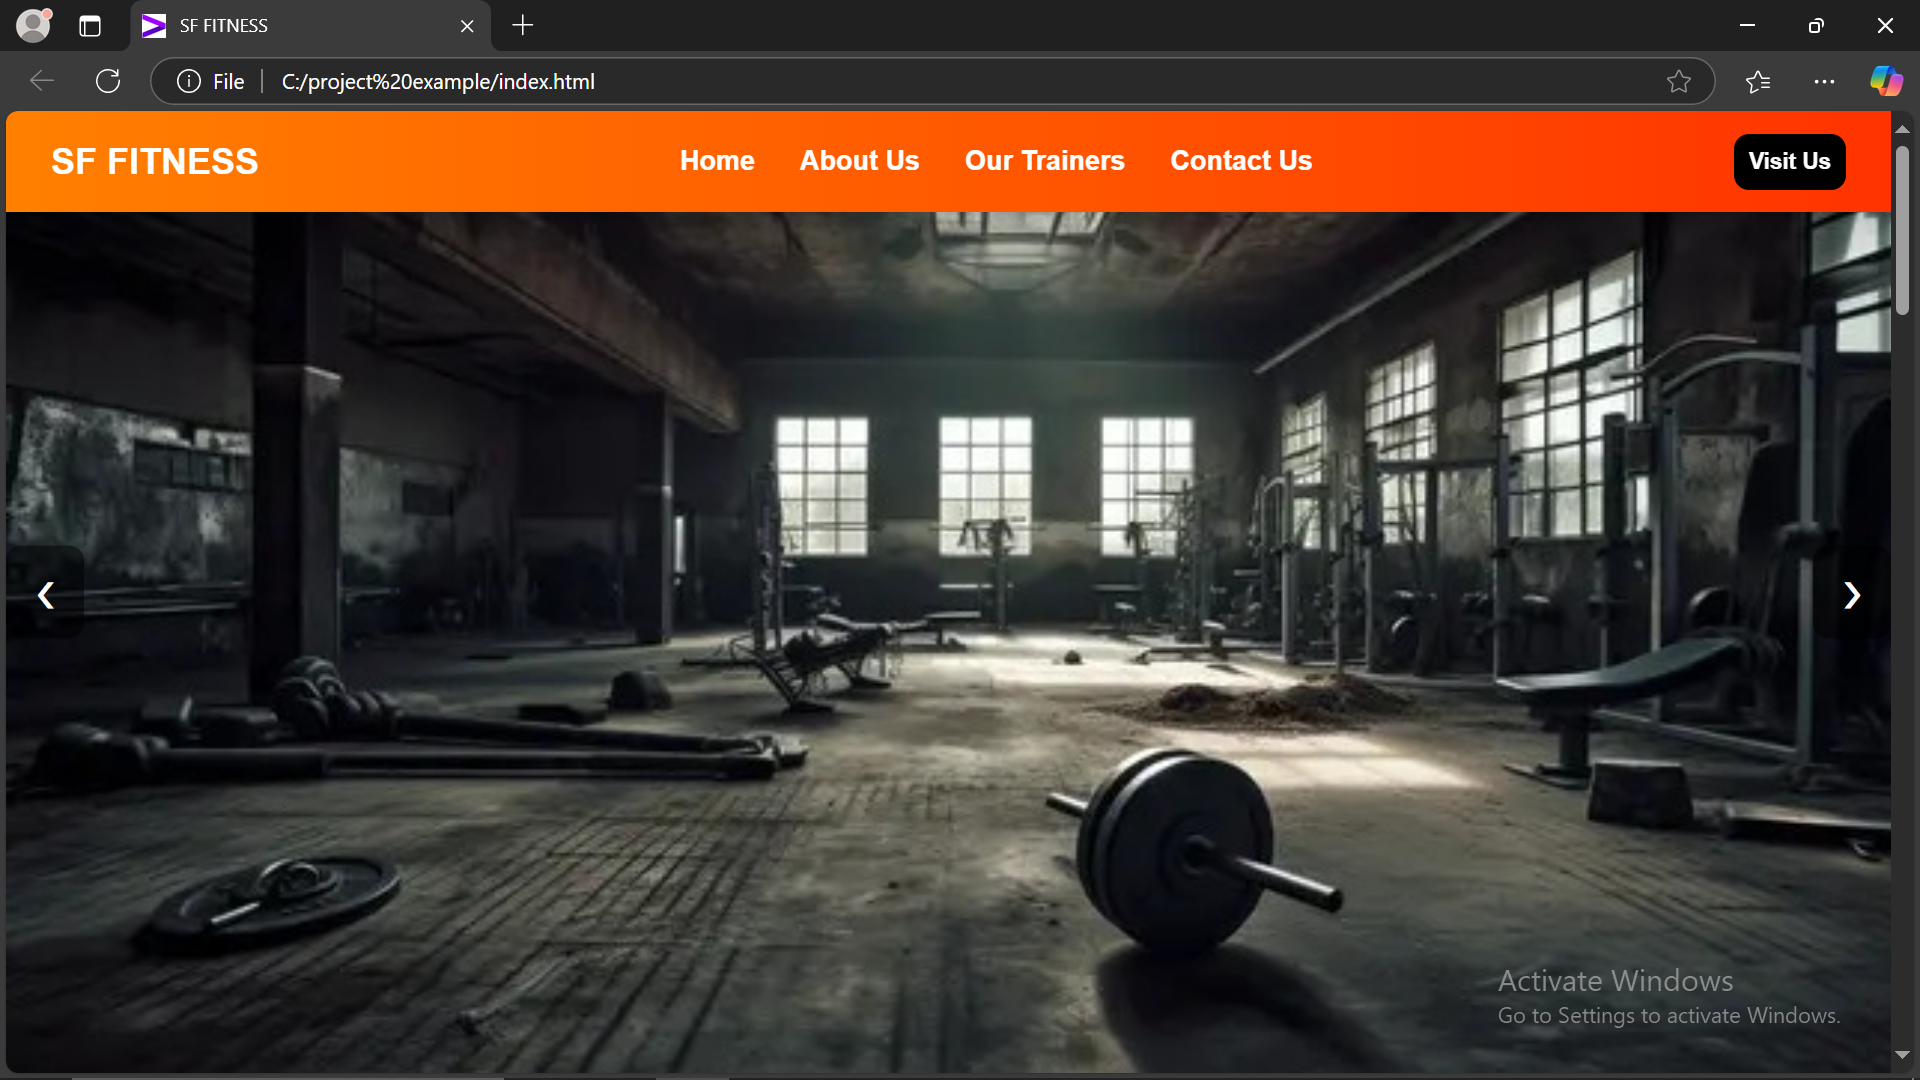 SF FITNESS
File
C:/project%20example/index.html
SF FITNESS
Home
About Us
Our Trainers
Contact Us
Visit Us
❮
❯
Activate Windows
Go to Settings to activate Windows.